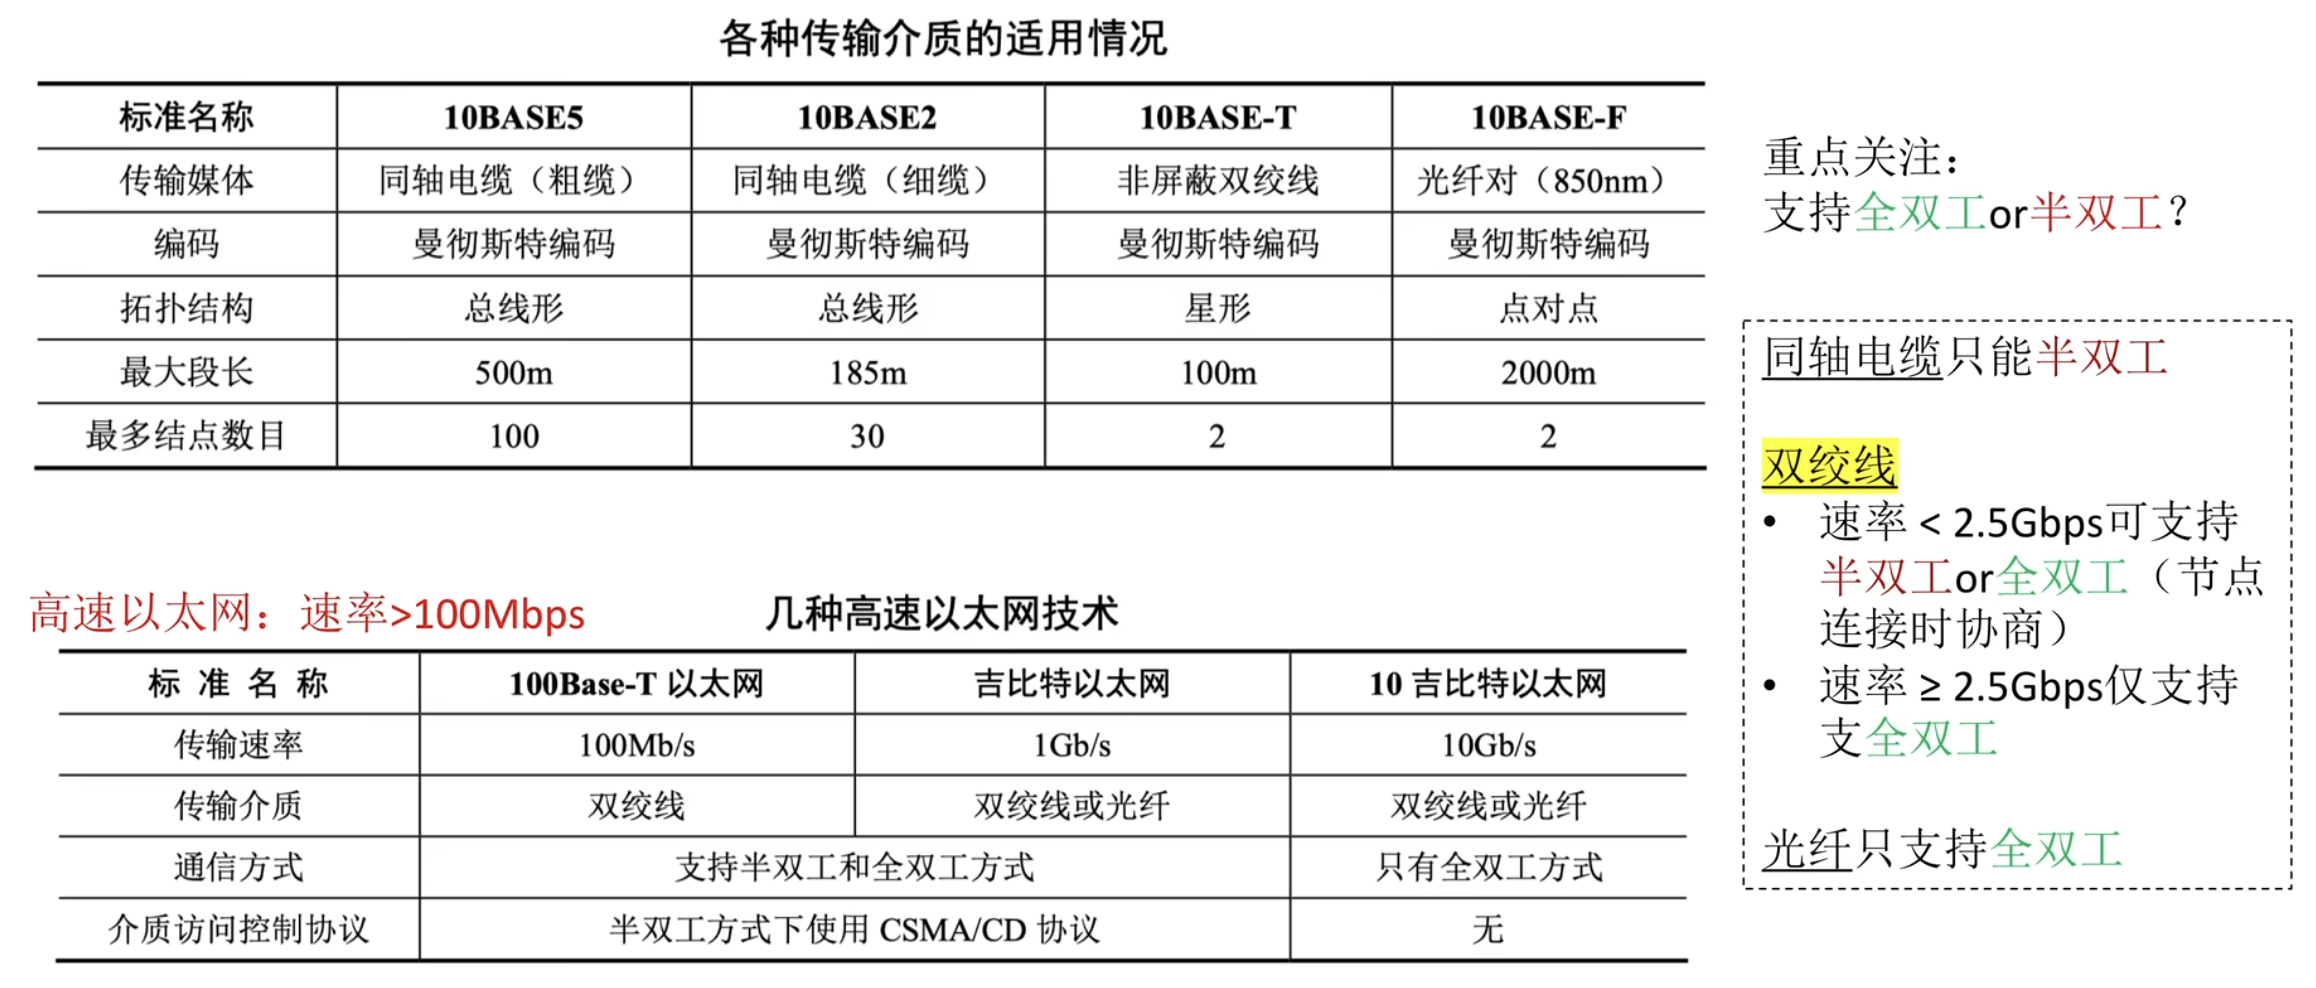 各种传输介质的适用情况
标准名称 10BASE5 10BASE2 10BASE-T 10BASE-F
传输媒体 同轴电缆（粗缆） 同轴电缆（细缆） 非屏蔽双绞线 光纤对（850nm）
编码 曼彻斯特编码 曼彻斯特编码 曼彻斯特编码 曼彻斯特编码
拓扑结构 总线形 总线形 星形 点对点
最大段长 500m 185m 100m 2000m
最多结点数目 100 30 2 2
高速以太网：速率>100Mbps
几种高速以太网技术
标 准 名 称 100Base-T 以太网 吉比特以太网 10 吉比特以太网
传输速率 100Mb/s 1Gb/s 10Gb/s
传输介质 双绞线 双绞线或光纤 双绞线或光纤
通信方式 支持半双工和全双工方式 只有全双工方式
介质访问控制协议 半双工方式下使用 CSMA/CD 协议 无
重点关注：
支持全双工or半双工？
同轴电缆只能半双工
双绞线
• 速率 < 2.5Gbps可支持
半双工or全双工（节点
连接时协商）
• 速率 ≥ 2.5Gbps仅支持
支全双工
光纤只支持全双工